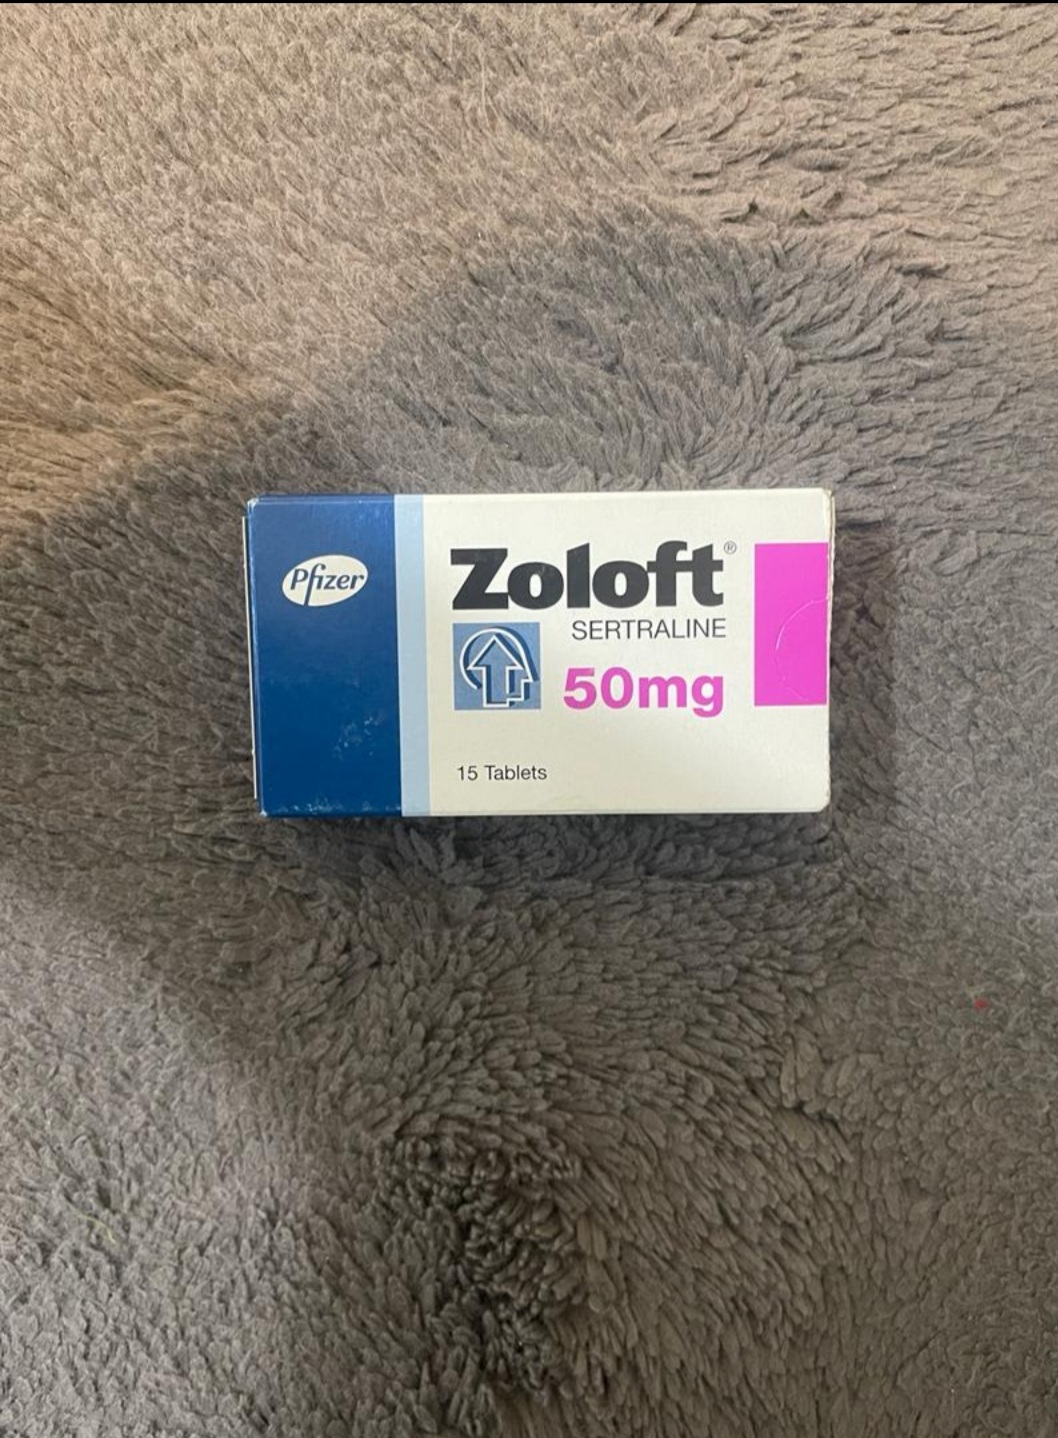 Pfizer
Zoloft®
SERTRALINE
50mg
15 Tablets